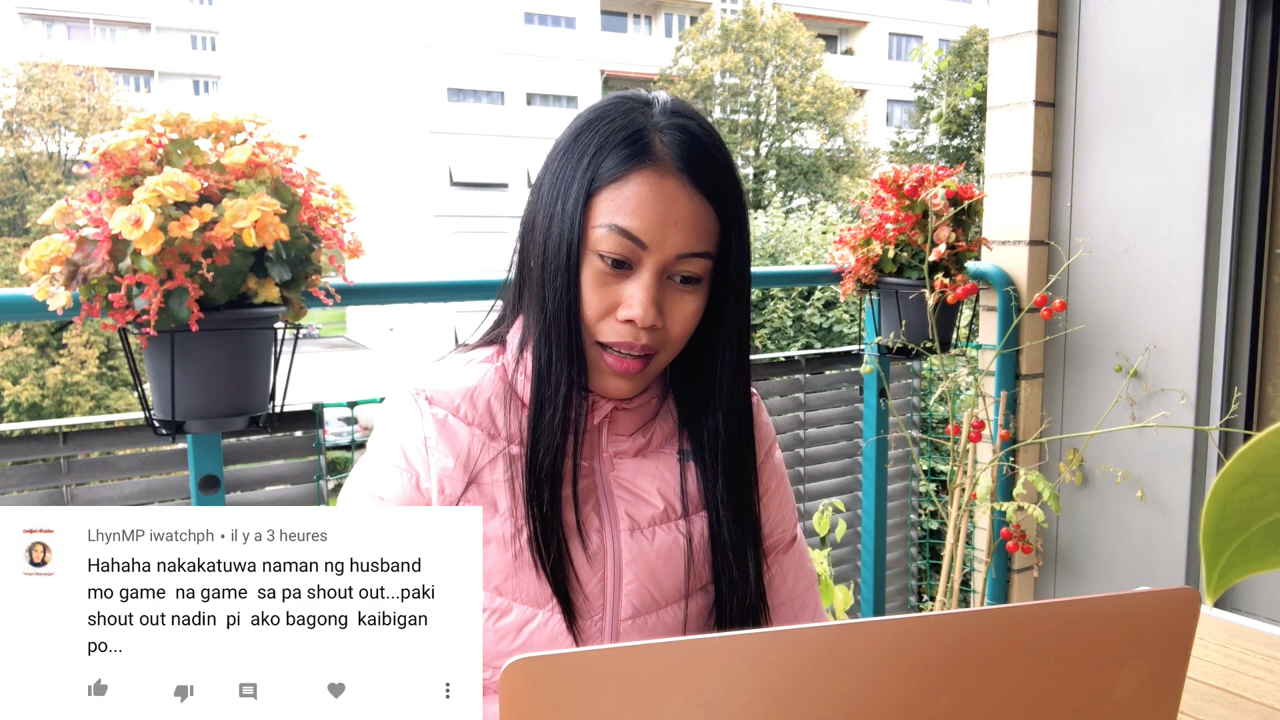 LhynMP iwatchph • il y a 3 heures
Hahaha nakakatuwa naman ng husband
mo game na game sa pa shout out...paki
shout out nadin pi ako bagong kaibigan
po...